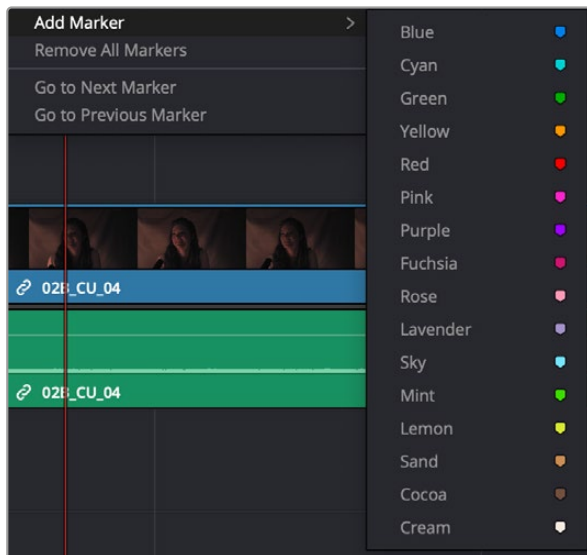 Add Marker
Remove All Markers
Go to Next Marker
Go to Previous Marker
02B_CU_04
02B_CU_04
Blue
Cyan
Green
Yellow
Red
Pink
Purple
Fuchsia
Rose
Lavender
Sky
Mint
Lemon
Sand
Cocoa
Cream